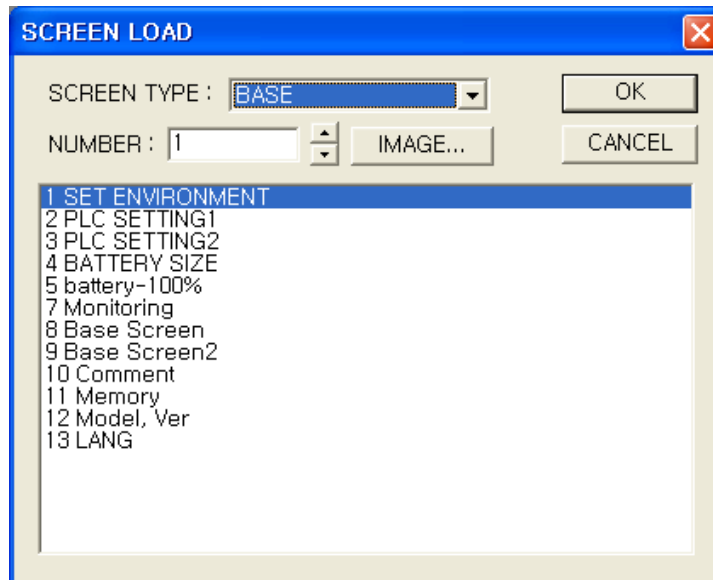 SCREEN LOAD
SCREEN TYPE : BASE
OK
NUMBER : 1
IMAGE...
CANCEL
1 SET ENVIRONMENT
2 PLC SETTING1
3 PLC SETTING2
4 BATTERY SIZE
5 battery-100%
7 Monitoring
8 Base Screen
9 Base Screen2
10 Comment
11 Memory
12 Model, Ver
13 LANG